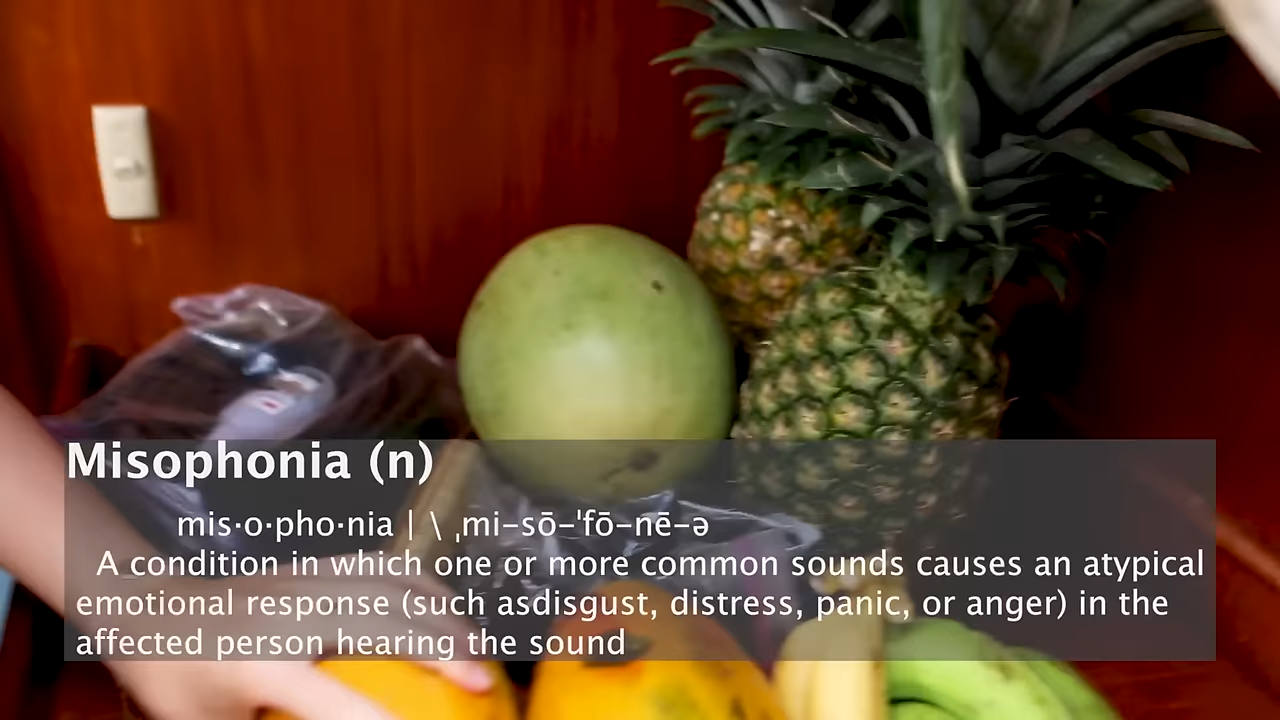 Misophonia (n)
mis·o·pho·nia | \ ˌmi-sō-ˈfō-nē-ə
A condition in which one or more common sounds causes an atypical
emotional response (such asdisgust, distress, panic, or anger) in the
affected person hearing the sound